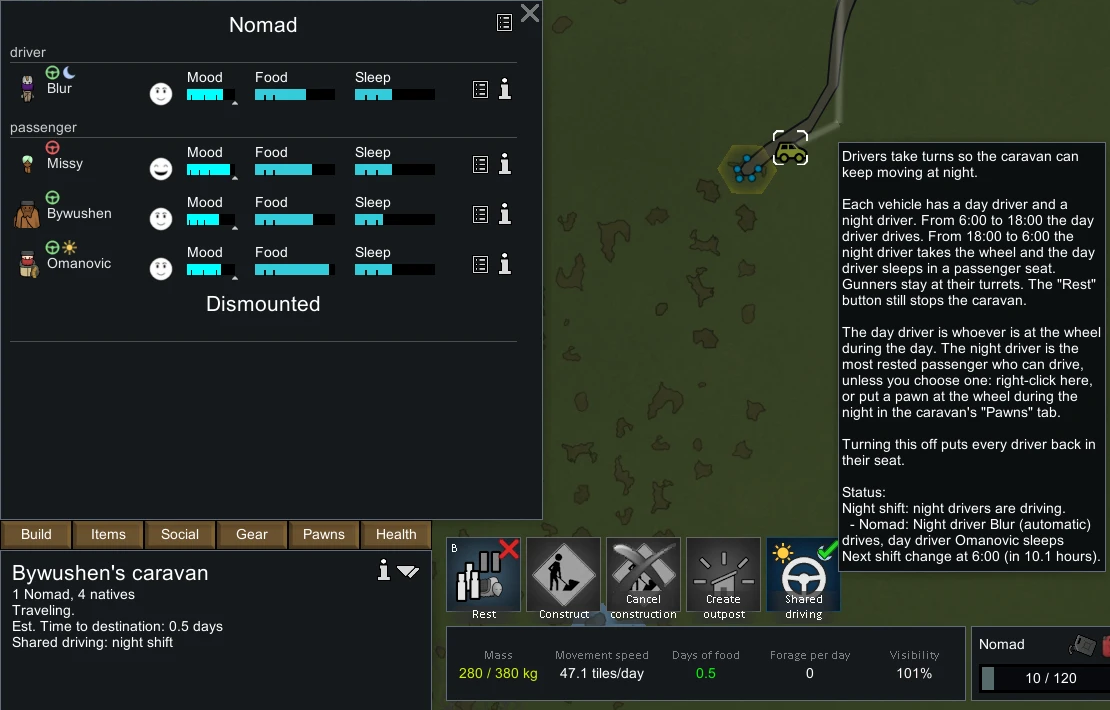 Nomad
driver
Blur
Mood Food Sleep
passenger
Missy
Mood Food Sleep
Bywushen
Mood Food Sleep
Omanovic
Mood Food Sleep
Dismounted
Build Items Social Gear Pawns Health
Bywushen's caravan
1 Nomad, 4 natives
Traveling.
Est. Time to destination: 0.5 days
Shared driving: night shift
B
Rest
Construct
Cancel
construction
Create
outpost
Shared
driving
Mass Movement speed Days of food Forage per day Visibility
280 / 380 kg 47.1 tiles/day 0.5 0 101%
Nomad
10 / 120
Drivers take turns so the caravan can
keep moving at night.
Each vehicle has a day driver and a
night driver. From 6:00 to 18:00 the day
driver drives. From 18:00 to 6:00 the
night driver takes the wheel and the day
driver sleeps in a passenger seat.
Gunners stay at their turrets. The "Rest"
button still stops the caravan.
The day driver is whoever is at the wheel
during the day. The night driver is the
most rested passenger who can drive,
unless you choose one: right-click here,
or put a pawn at the wheel during the
night in the caravan's "Pawns" tab.
Turning this off puts every driver back in
their seat.
Status:
Night shift: night drivers are driving.
- Nomad: Night driver Blur (automatic)
drives, day driver Omanovic sleeps
Next shift change at 6:00 (in 10.1 hours).